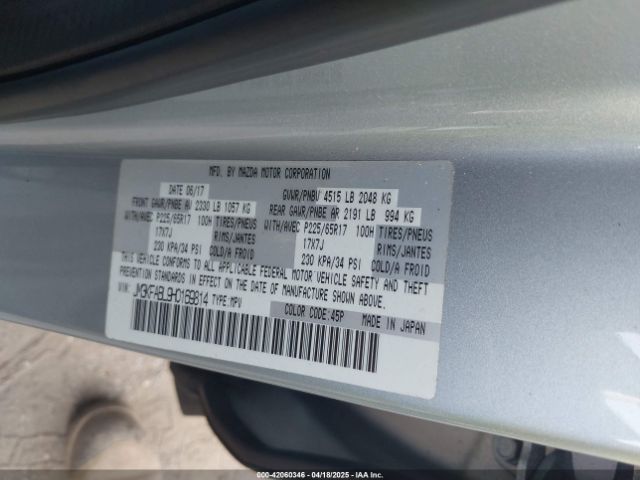 MFD. BY MAZDA MOTOR CORPORATION
DATE 06/17 GVWR/PNBV 4515 LB 2048 KG
FRONT GAWR/PNBE AV 2330 LB 1057 KG REAR GAWR/PNBE AR 2191 LB 994 KG
WITH/AVEC P225/65R17 100H TIRES/PNEUS WITH/AVEC P225/65R17 100H TIRES/PNEUS
17X7J RIMS/JANTES 17X7J RIMS/JANTES
230 KPA/34 PSI COLD/A FROID 230 KPA/34 PSI COLD/A FROID
THIS VEHICLE CONFORMS TO ALL APPLICABLE FEDERAL MOTOR VEHICLE SAFETY AND THEFT
PREVENTION STANDARDS IN EFFECT ON THE DATE OF MANUFACTURE SHOWN ABOVE.
VIN: JM3KFABL9H0169814 TYPE:MPV
COLOR CODE:45P MADE IN JAPAN
000-42060346 - 04/18/2025 - IAA Inc.